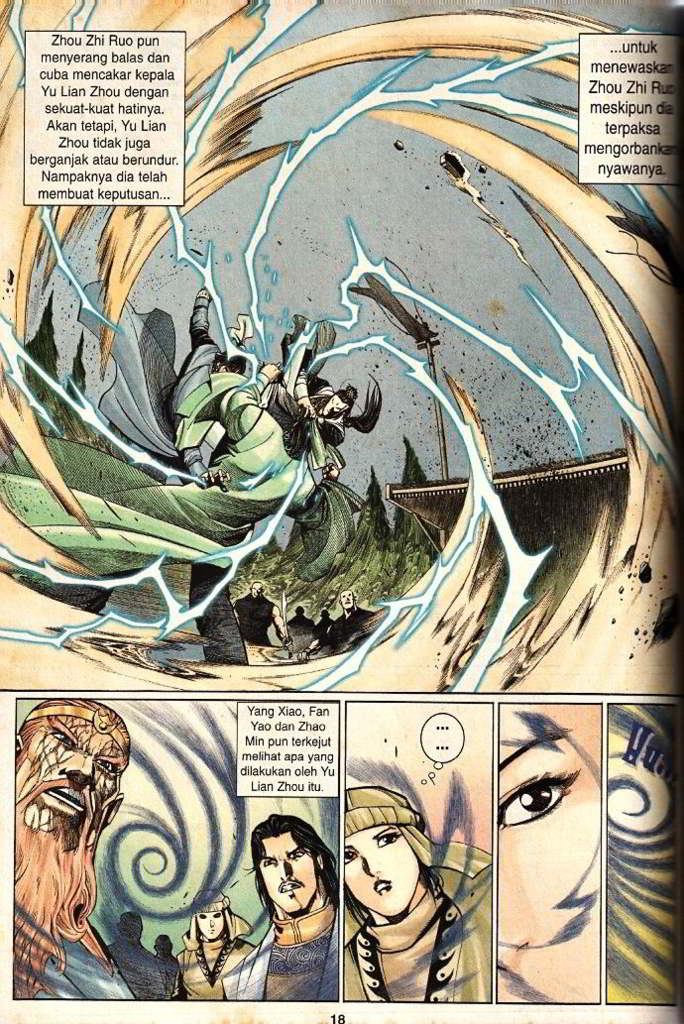 Zhou Zhi Ruo pun
menyerang balas dan
cuba mencakar kepala
Yu Lian Zhou dengan
sekuat-kuat hatinya.
Akan tetapi, Yu Lian
Zhou tidak juga
berganjak atau berundur.
Nampaknya dia telah
membuat keputusan...
...untuk
menewaskan
Zhou Zhi Ruo
meskipun dia
terpaksa
mengorbankan
nyawanya.
Yang Xiao, Fan
Yao dan Zhao
Min pun terkejut
melihat apa yang
dilakukan oleh Yu
Lian Zhou itu.
...
...
18